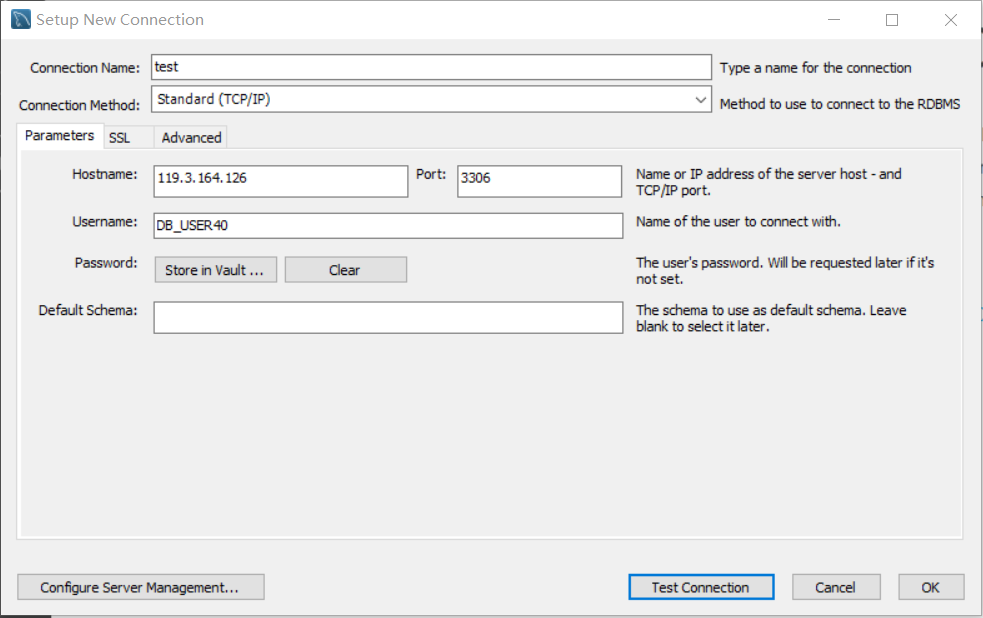 Setup New Connection
Connection Name: test Type a name for the connection
Connection Method: Standard (TCP/IP) Method to use to connect to the RDBMS
Parameters SSL Advanced
Hostname: 119.3.164.126 Port: 3306 Name or IP address of the server host - and
TCP/IP port.
Username: DB_USER40 Name of the user to connect with.
Password: Store in Vault ... Clear The user's password. Will be requested later if it's
not set.
Default Schema: The schema to use as default schema. Leave
blank to select it later.
Configure Server Management... Test Connection Cancel OK